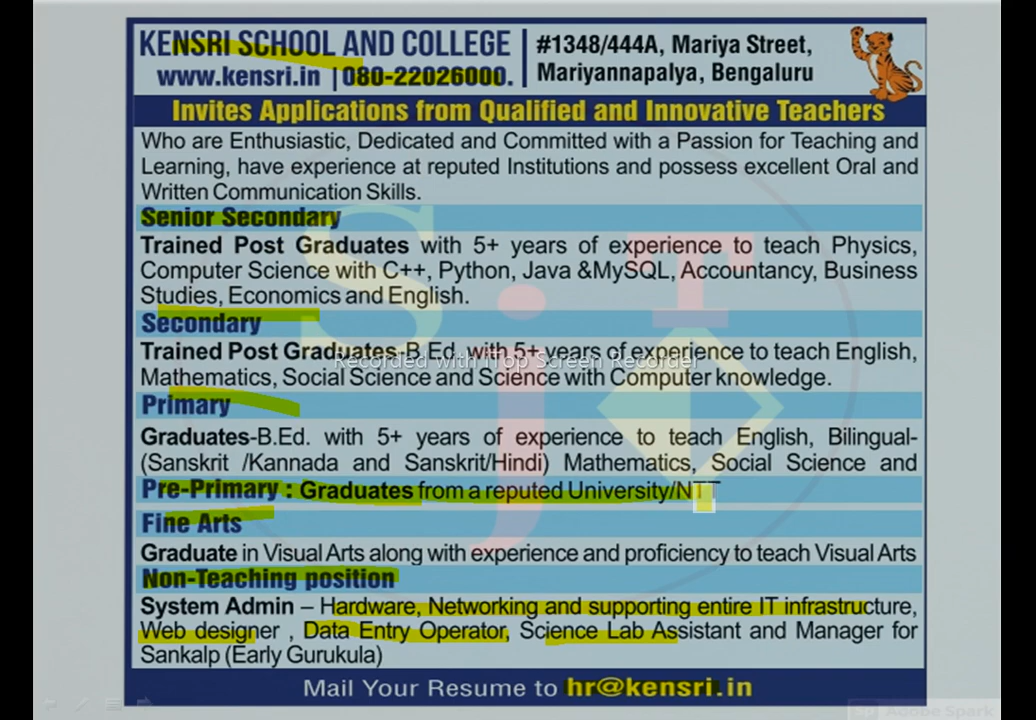 KENSRI SCHOOL AND COLLEGE
www.kensri.in | 080-22026000.
#1348/444A, Mariya Street,
Mariyannapalya, Bengaluru
Invites Applications from Qualified and Innovative Teachers
Who are Enthusiastic, Dedicated and Committed with a Passion for Teaching and
Learning, have experience at reputed Institutions and possess excellent Oral and
Written Communication Skills.
Senior Secondary
Trained Post Graduates with 5+ years of experience to teach Physics,
Computer Science with C++, Python, Java &MySQL, Accountancy, Business
Studies, Economics and English.
Secondary
Trained Post Graduates-B.Ed. with 5+ years of experience to teach English,
Recorded with iTop Screen Recorder
Mathematics, Social Science and Science with Computer knowledge.
Primary
Graduates-B.Ed. with 5+ years of experience to teach English, Bilingual-
(Sanskrit /Kannada and Sanskrit/Hindi) Mathematics, Social Science and
Pre-Primary : Graduates from a reputed University/NTT
Fine Arts
Graduate in Visual Arts along with experience and proficiency to teach Visual Arts
Non-Teaching position
System Admin – Hardware, Networking and supporting entire IT infrastructure,
Web designer , Data Entry Operator, Science Lab Assistant and Manager for
Sankalp (Early Gurukula)
Mail Your Resume to hr@kensri.in
Sp Adobe Spark
S
j
T